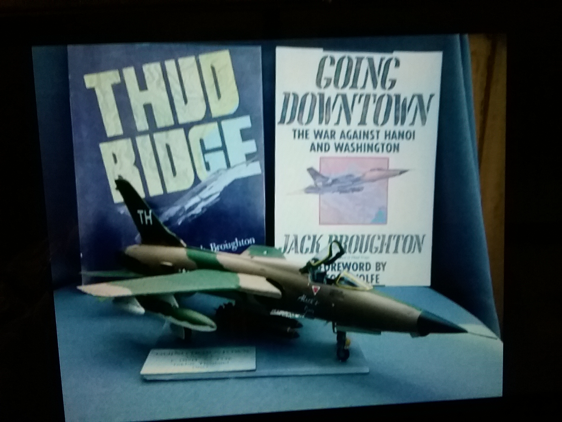 THUD
RIDGE
Broughton
GOING
DOWNTOWN
THE WAR AGAINST HANOI
AND WASHINGTON
JACK BROUGHTON
FOREWORD BY
TH